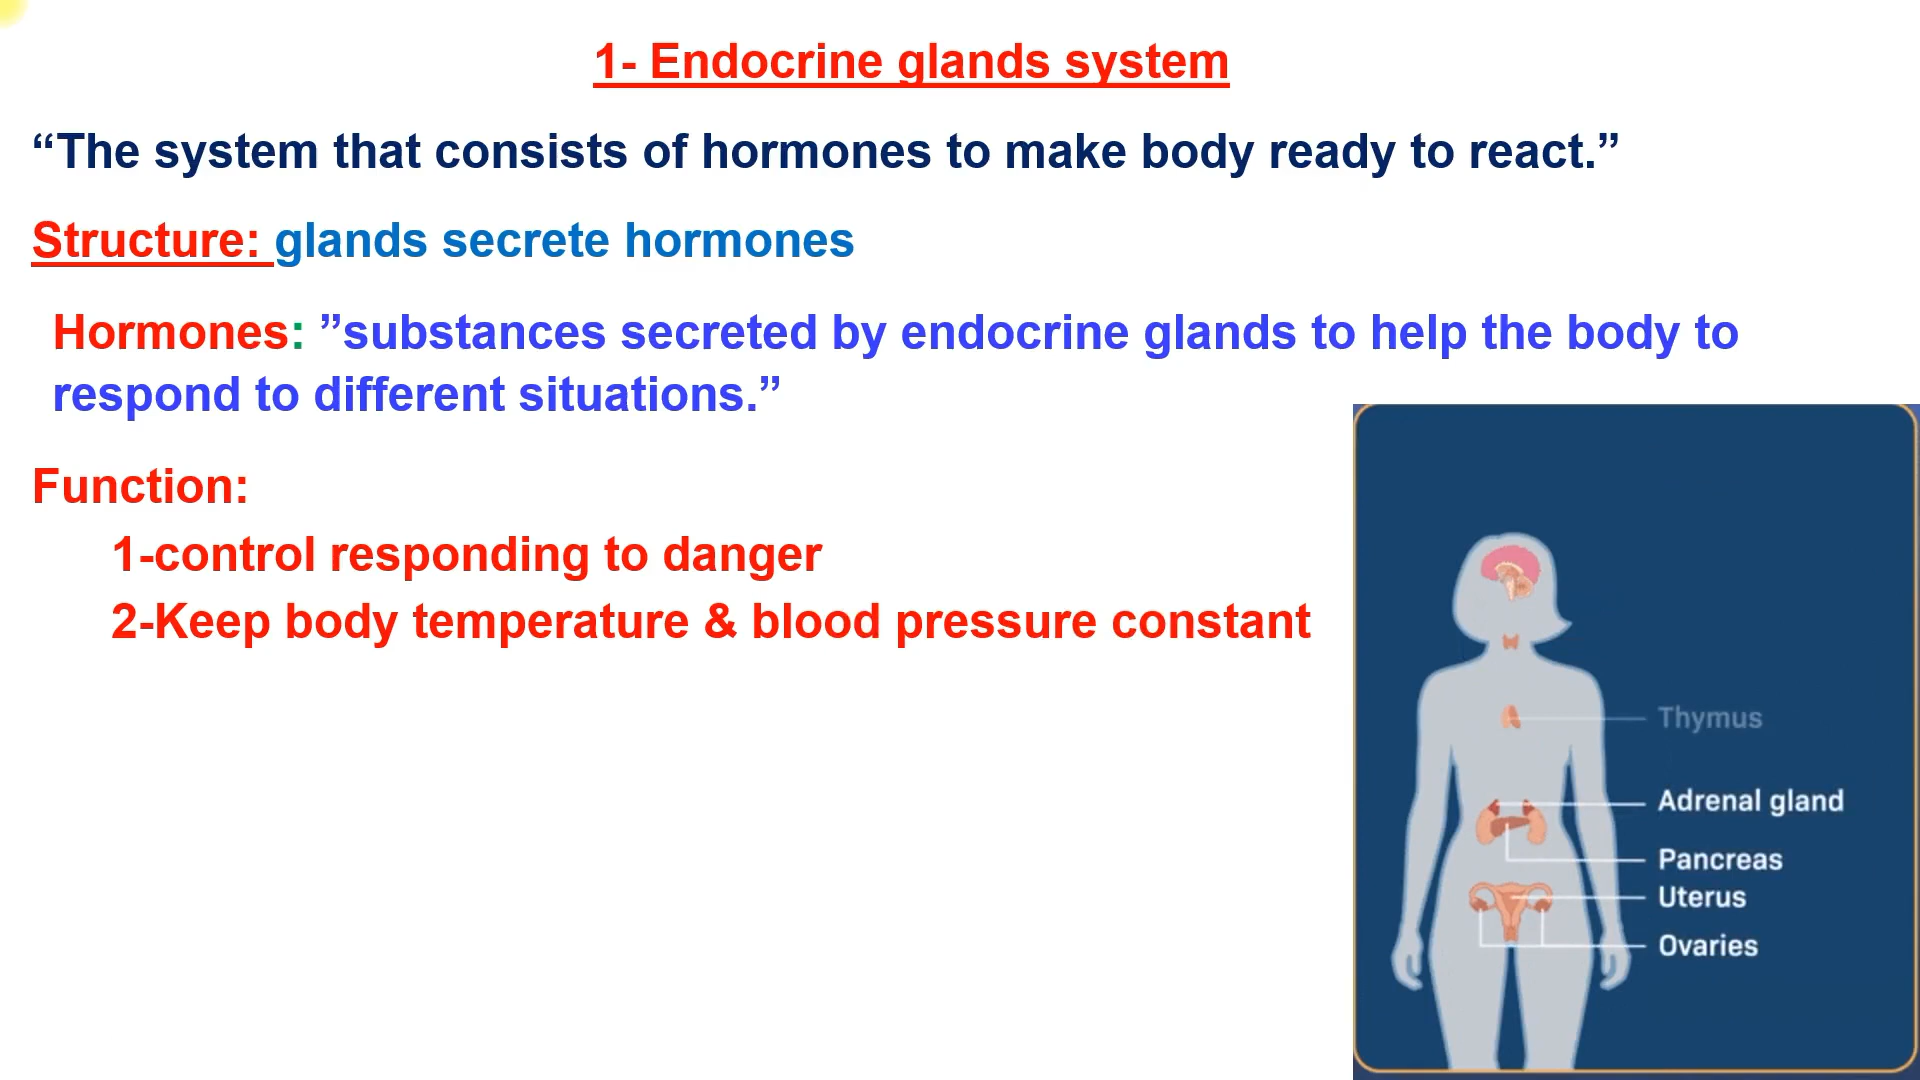 1- Endocrine glands system
“The system that consists of hormones to make body ready to react.”
Structure: glands secrete hormones
Hormones: ”substances secreted by endocrine glands to help the body to
respond to different situations.”
Function:
1-control responding to danger
2-Keep body temperature & blood pressure constant
Thymus
Adrenal gland
Pancreas
Uterus
Ovaries